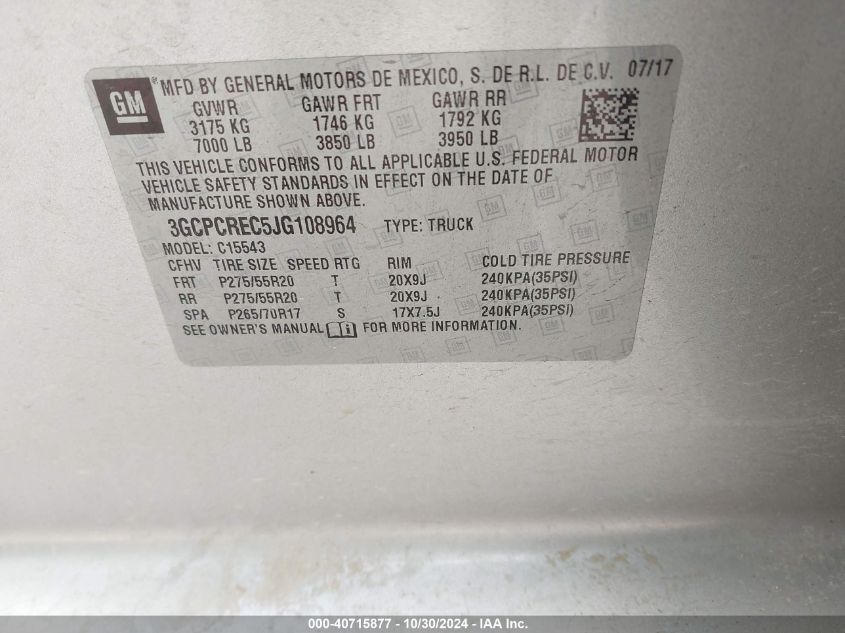 GM ® MFD BY GENERAL MOTORS DE MEXICO, S. DE R.L. DE C.V. 07/17
GVWR GAWR FRT GAWR RR
3175 KG 1746 KG 1792 KG
7000 LB 3850 LB 3950 LB
THIS VEHICLE CONFORMS TO ALL APPLICABLE U.S. FEDERAL MOTOR
VEHICLE SAFETY STANDARDS IN EFFECT ON THE DATE OF
MANUFACTURE SHOWN ABOVE.
3GCPCREC5JG108964 TYPE: TRUCK
MODEL: C15543
CFHV TIRE SIZE SPEED RTG RIM COLD TIRE PRESSURE
FRT P275/55R20 T 20X9J 240KPA(35PSI)
RR P275/55R20 T 20X9J 240KPA(35PSI)
SPA P265/70R17 S 17X7.5J 240KPA(35PSI)
SEE OWNER'S MANUAL i FOR MORE INFORMATION.
000-40715877 - 10/30/2024 - IAA Inc.